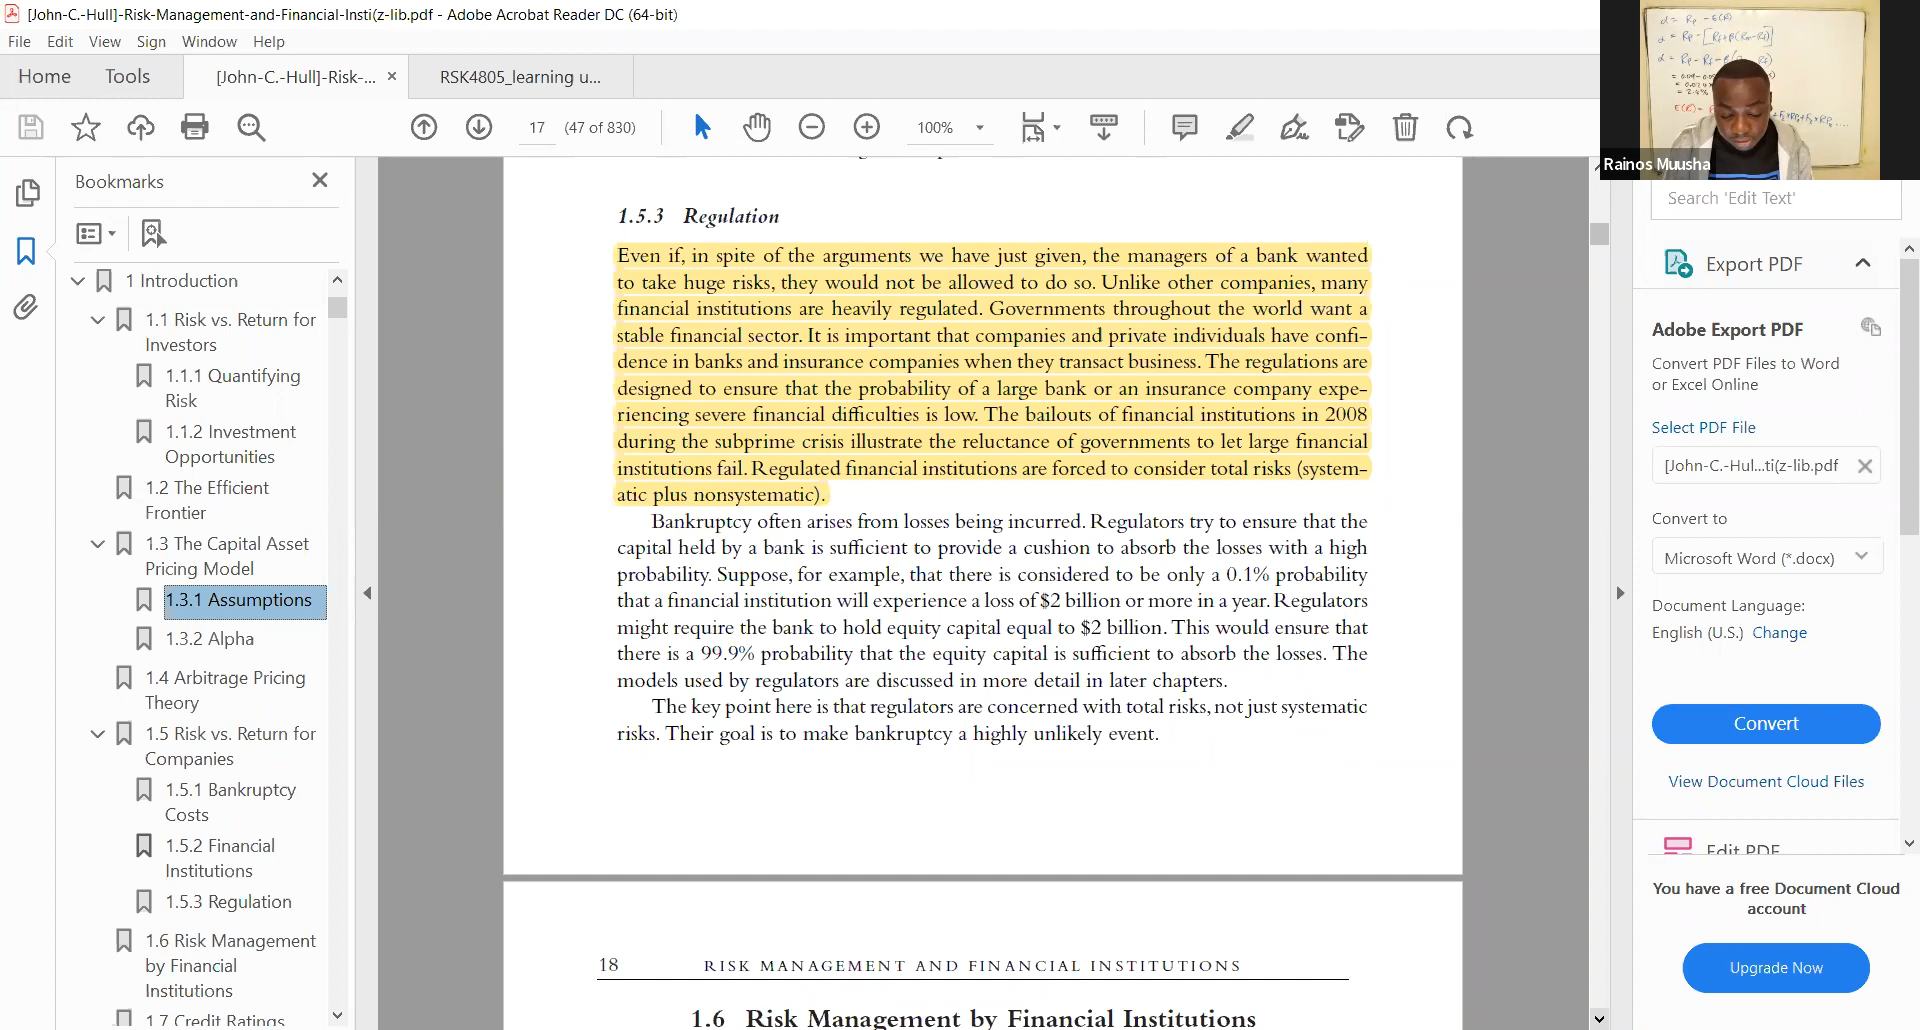 [John-C.-Hull]-Risk-Management-and-Financial-Insti(z-lib.pdf - Adobe Acrobat Reader DC (64-bit)
File Edit View Sign Window Help
Home Tools [John-C.-Hull]-Risk-... × RSK4805_learning u...
17 (47 of 830) 100%
Bookmarks
1 Introduction
1.1 Risk vs. Return for
Investors
1.1.1 Quantifying
Risk
1.1.2 Investment
Opportunities
1.2 The Efficient
Frontier
1.3 The Capital Asset
Pricing Model
1.3.1 Assumptions
1.3.2 Alpha
1.4 Arbitrage Pricing
Theory
1.5 Risk vs. Return for
Companies
1.5.1 Bankruptcy
Costs
1.5.2 Financial
Institutions
1.5.3 Regulation
1.6 Risk Management
by Financial
Institutions
1.7 Credit Ratings
1.5.3 Regulation
Even if, in spite of the arguments we have just given, the managers of a bank wanted
to take huge risks, they would not be allowed to do so. Unlike other companies, many
financial institutions are heavily regulated. Governments throughout the world want a
stable financial sector. It is important that companies and private individuals have confi-
dence in banks and insurance companies when they transact business. The regulations are
designed to ensure that the probability of a large bank or an insurance company expe-
riencing severe financial difficulties is low. The bailouts of financial institutions in 2008
during the subprime crisis illustrate the reluctance of governments to let large financial
institutions fail. Regulated financial institutions are forced to consider total risks (system-
atic plus nonsystematic).
Bankruptcy often arises from losses being incurred. Regulators try to ensure that the
capital held by a bank is sufficient to provide a cushion to absorb the losses with a high
probability. Suppose, for example, that there is considered to be only a 0.1% probability
that a financial institution will experience a loss of $2 billion or more in a year. Regulators
might require the bank to hold equity capital equal to $2 billion. This would ensure that
there is a 99.9% probability that the equity capital is sufficient to absorb the losses. The
models used by regulators are discussed in more detail in later chapters.
The key point here is that regulators are concerned with total risks, not just systematic
risks. Their goal is to make bankruptcy a highly unlikely event.
18 RISK MANAGEMENT AND FINANCIAL INSTITUTIONS
1.6 Risk Management by Financial Institutions
α = Rp - E(R)
α = Rp - [Rf + β(Rm - Rf)]
Rainos Muusha
Search 'Edit Text'
Export PDF
Adobe Export PDF
Convert PDF Files to Word
or Excel Online
Select PDF File
[John-C.-Hul...ti(z-lib.pdf
Convert to
Microsoft Word (*.docx)
Document Language:
English (U.S.) Change
Convert
View Document Cloud Files
Edit PDF
You have a free Document Cloud
account
Upgrade Now